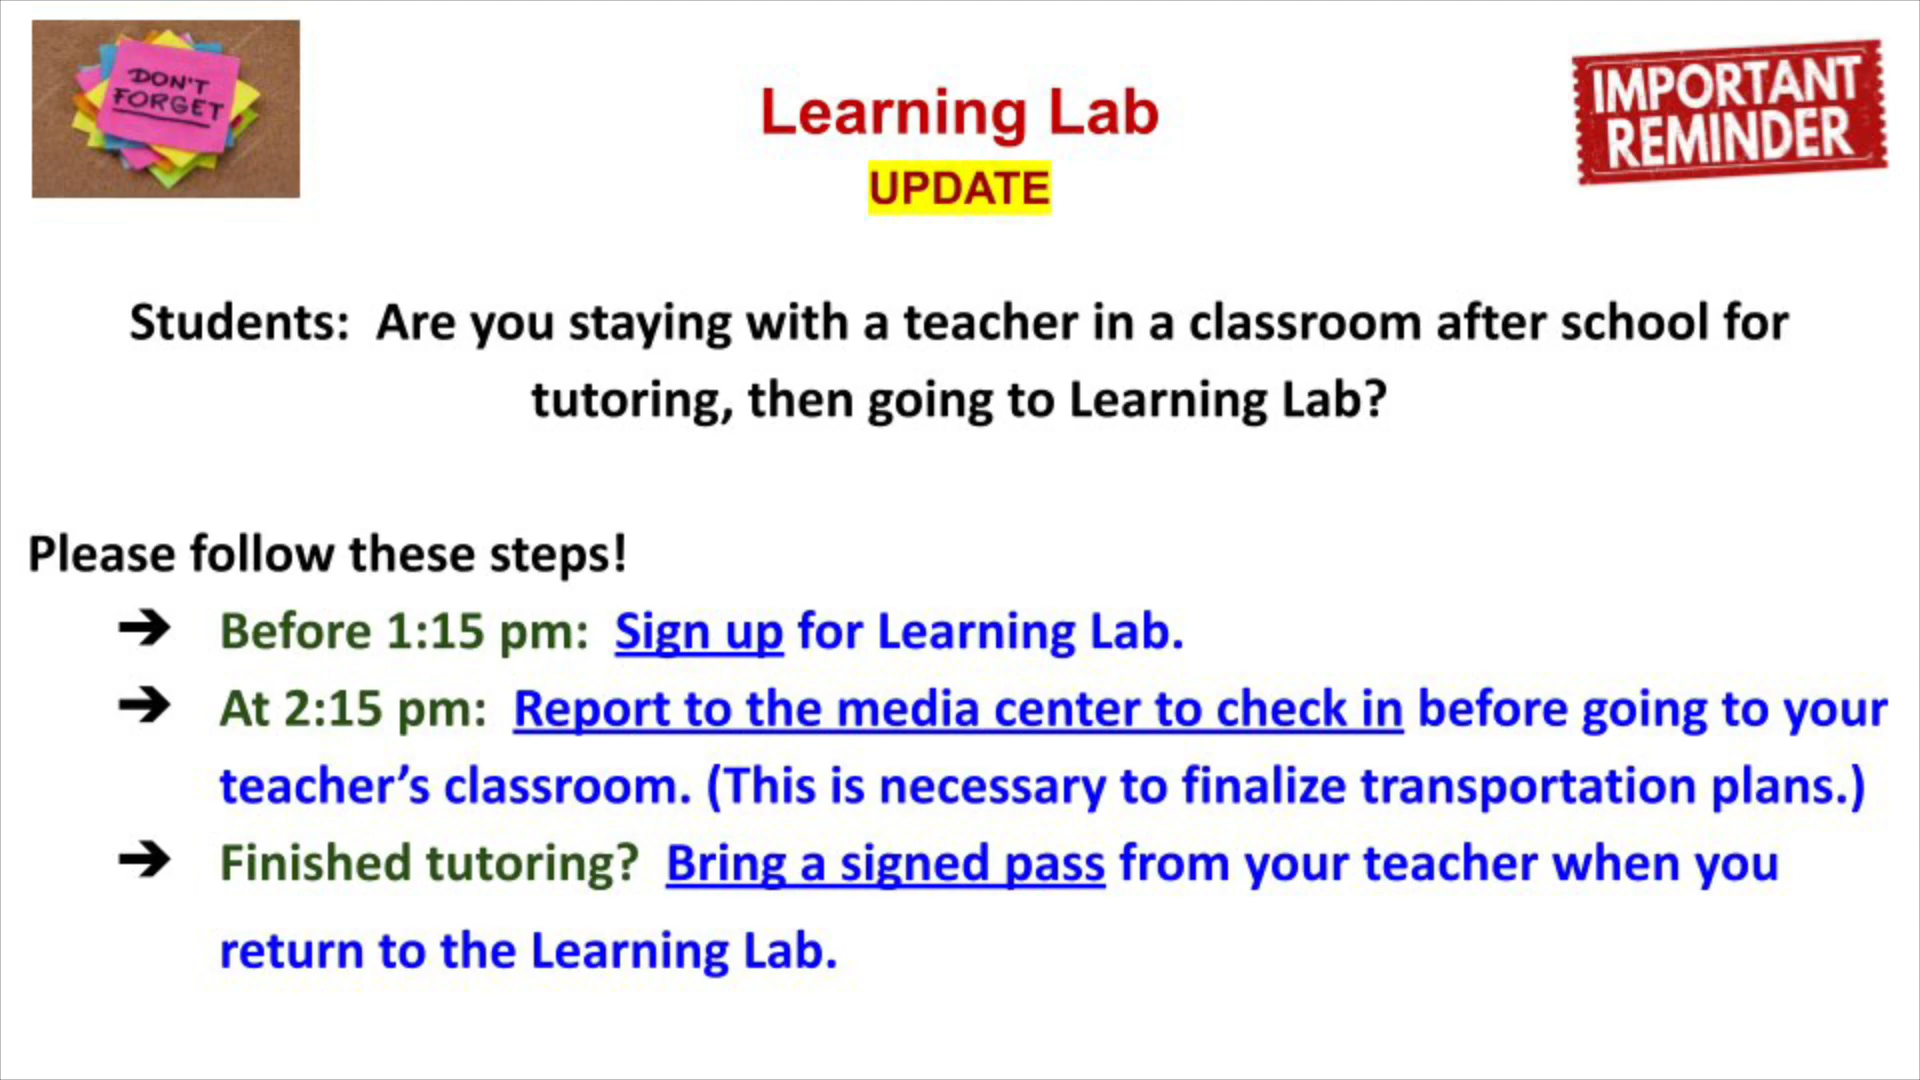 DON'T
FORGET
Learning Lab
UPDATE
IMPORTANT
REMINDER
Students:  Are you staying with a teacher in a classroom after school for
tutoring, then going to Learning Lab?
Please follow these steps!
➔ Before 1:15 pm:  Sign up for Learning Lab.
➔ At 2:15 pm:  Report to the media center to check in before going to your
teacher’s classroom. (This is necessary to finalize transportation plans.)
➔ Finished tutoring?  Bring a signed pass from your teacher when you
return to the Learning Lab.